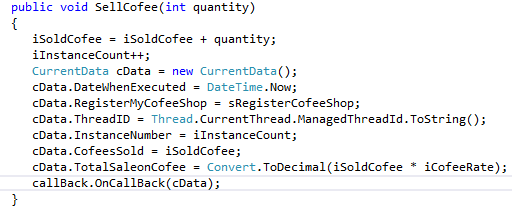 public void SellCofee(int quantity)
{
iSoldCofee = iSoldCofee + quantity;
iInstanceCount++;
CurrentData cData = new CurrentData();
cData.DateWhenExecuted = DateTime.Now;
cData.RegisterMyCofeeShop = sRegisterCofeeShop;
cData.ThreadID = Thread.CurrentThread.ManagedThreadId.ToString();
cData.InstanceNumber = iInstanceCount;
cData.CofeesSold = iSoldCofee;
cData.TotalSaleonCofee = Convert.ToDecimal(iSoldCofee * iCofeeRate);
callBack.OnCallBack(cData);
}